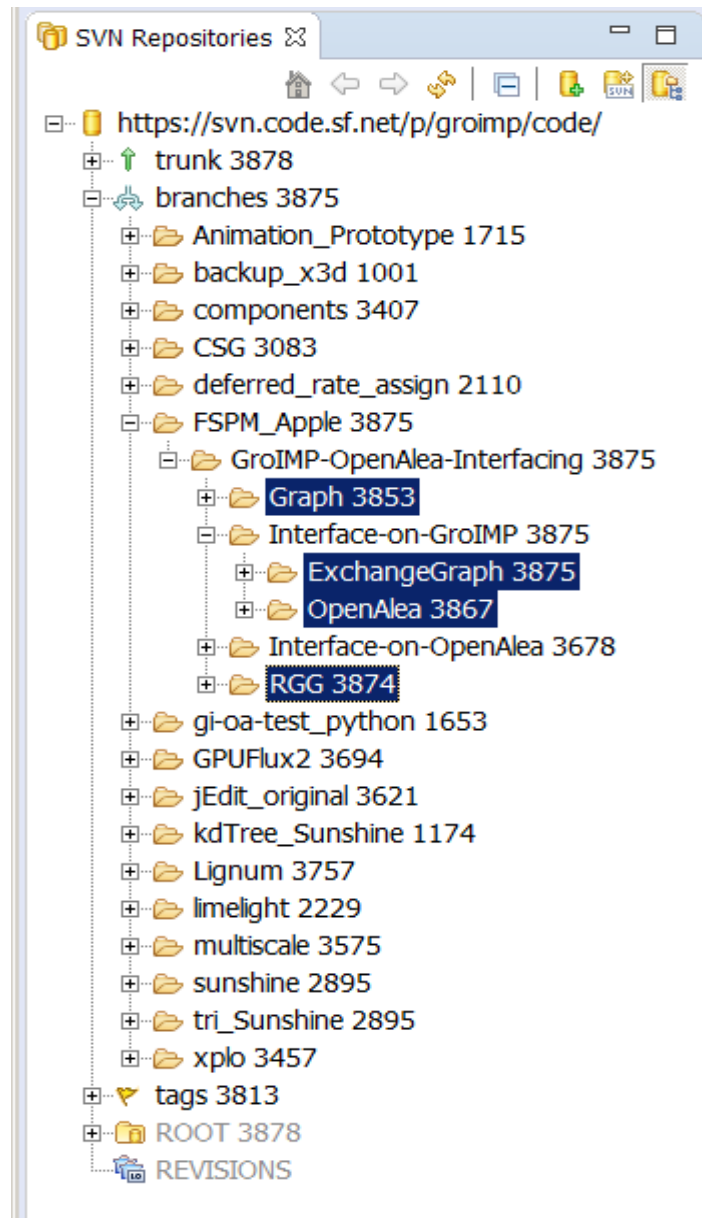 SVN Repositories
SVN
https://svn.code.sf.net/p/groimp/code/
trunk 3878
branches 3875
Animation_Prototype 1715
backup_x3d 1001
components 3407
CSG 3083
deferred_rate_assign 2110
FSPM_Apple 3875
GroIMP-OpenAlea-Interfacing 3875
Graph 3853
Interface-on-GroIMP 3875
ExchangeGraph 3875
OpenAlea 3867
Interface-on-OpenAlea 3678
RGG 3874
gi-oa-test_python 1653
GPUFlux2 3694
jEdit_original 3621
kdTree_Sunshine 1174
Lignum 3757
limelight 2229
multiscale 3575
sunshine 2895
tri_Sunshine 2895
xplo 3457
tags 3813
ROOT 3878
REVISIONS